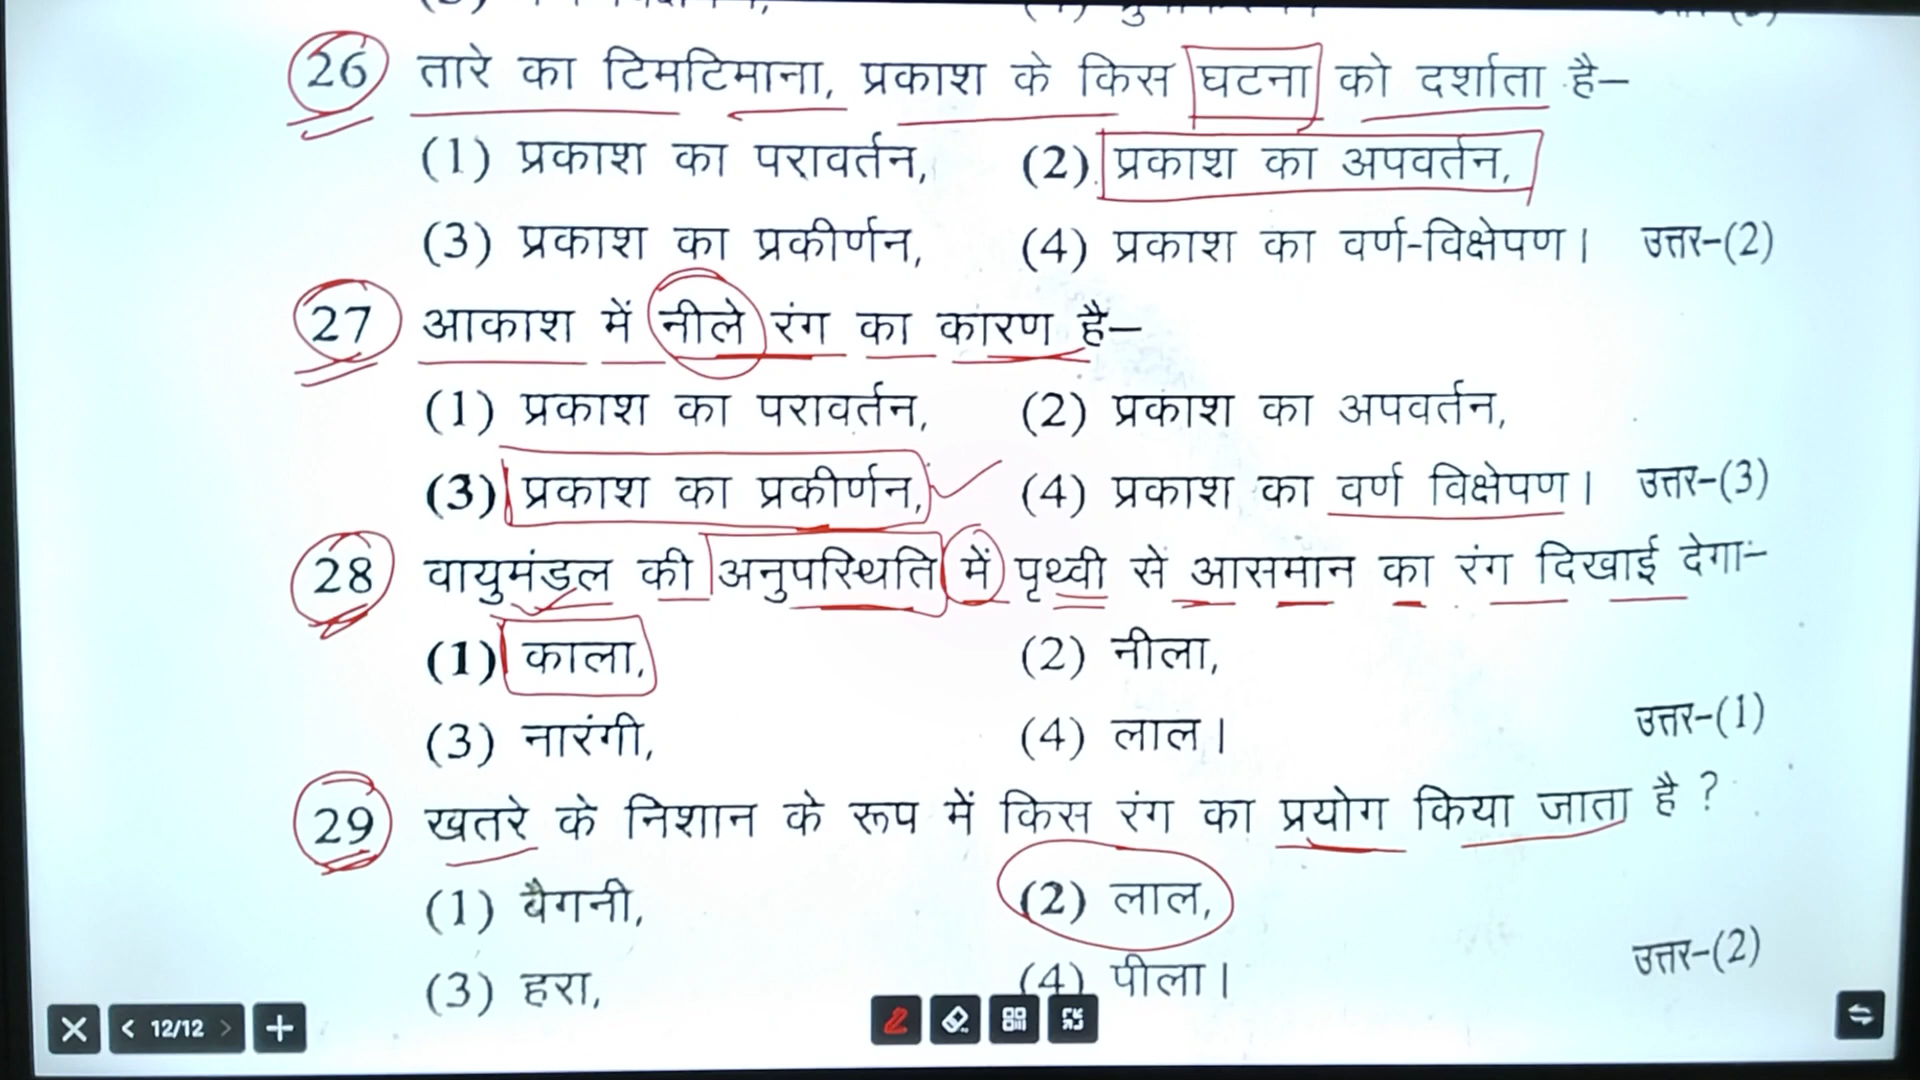 26 तारे का टिमटिमाना, प्रकाश के किस घटना को दर्शाता है–
(1) प्रकाश का परावर्तन, (2) प्रकाश का अपवर्तन,
(3) प्रकाश का प्रकीर्णन, (4) प्रकाश का वर्ण-विक्षेपण। उत्तर–(2)
27 आकाश में नीले रंग का कारण है–
(1) प्रकाश का परावर्तन, (2) प्रकाश का अपवर्तन,
(3) प्रकाश का प्रकीर्णन, (4) प्रकाश का वर्ण विक्षेपण। उत्तर–(3)
28 वायुमंडल की अनुपस्थिति में पृथ्वी से आसमान का रंग दिखाई देगा–
(1) काला, (2) नीला,
(3) नारंगी, (4) लाल। उत्तर–(1)
29 खतरे के निशान के रूप में किस रंग का प्रयोग किया जाता है ?
(1) बैगनी, (2) लाल,
(3) हरा, (4) पीला। उत्तर–(2)
12/12